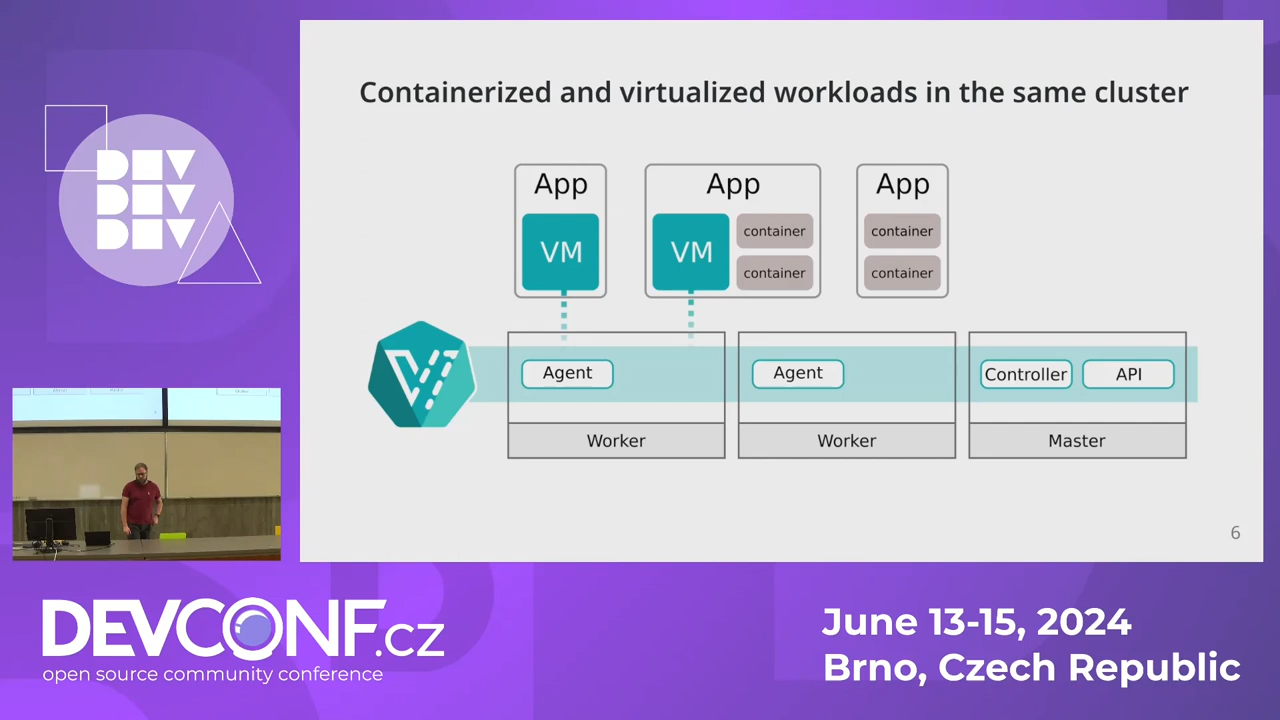 DEV
DEV
DEV
Containerized and virtualized workloads in the same cluster
App
App
App
VM
VM
container
container
container
container
Agent
Agent
Controller
API
Worker
Worker
Master
6
DEVCONF.cz
open source community conference
June 13-15, 2024
Brno, Czech Republic